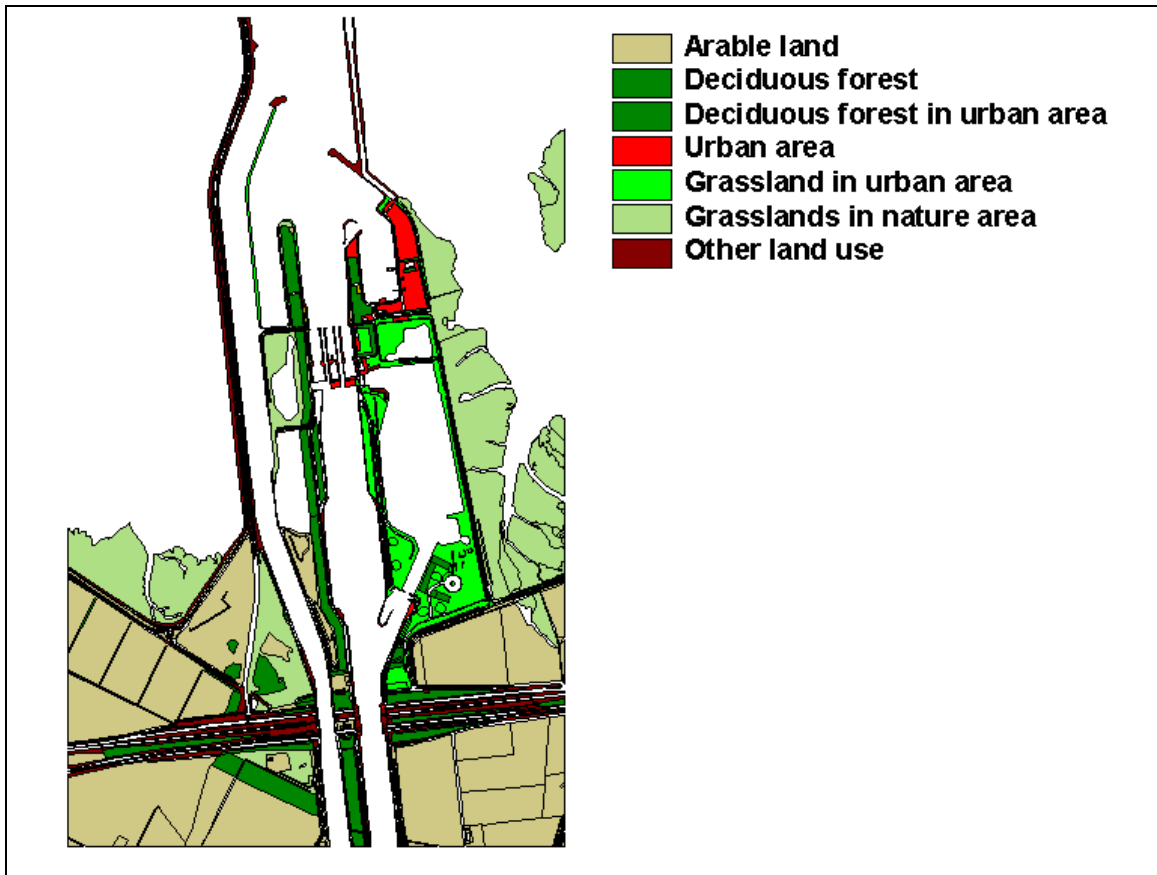 Arable land
Deciduous forest
Deciduous forest in urban area
Urban area
Grassland in urban area
Grasslands in nature area
Other land use